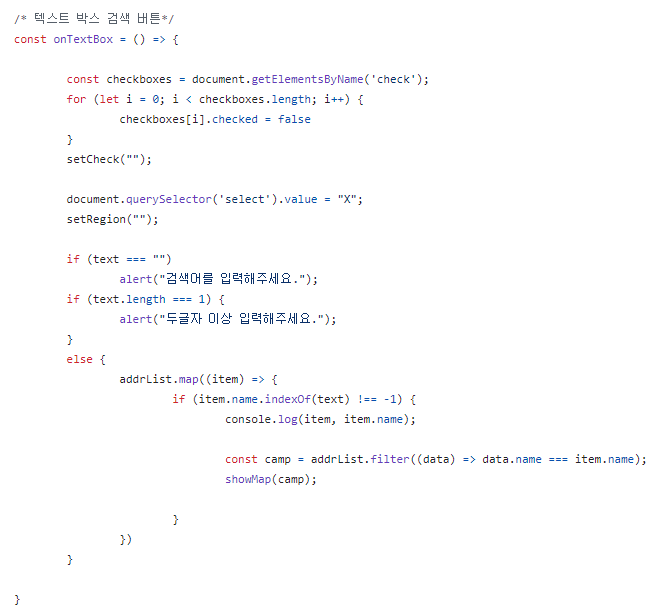 /* 텍스트 박스 검색 버튼*/
const onTextBox = () => {
const checkboxes = document.getElementsByName('check');
for (let i = 0; i < checkboxes.length; i++) {
checkboxes[i].checked = false
}
setCheck("");
document.querySelector('select').value = "X";
setRegion("");
if (text === "")
alert("검색어를 입력해주세요.");
if (text.length === 1) {
alert("두글자 이상 입력해주세요.");
}
else {
addrList.map((item) => {
if (item.name.indexOf(text) !== -1) {
console.log(item, item.name);
const camp = addrList.filter((data) => data.name === item.name);
showMap(camp);
}
})
}
}